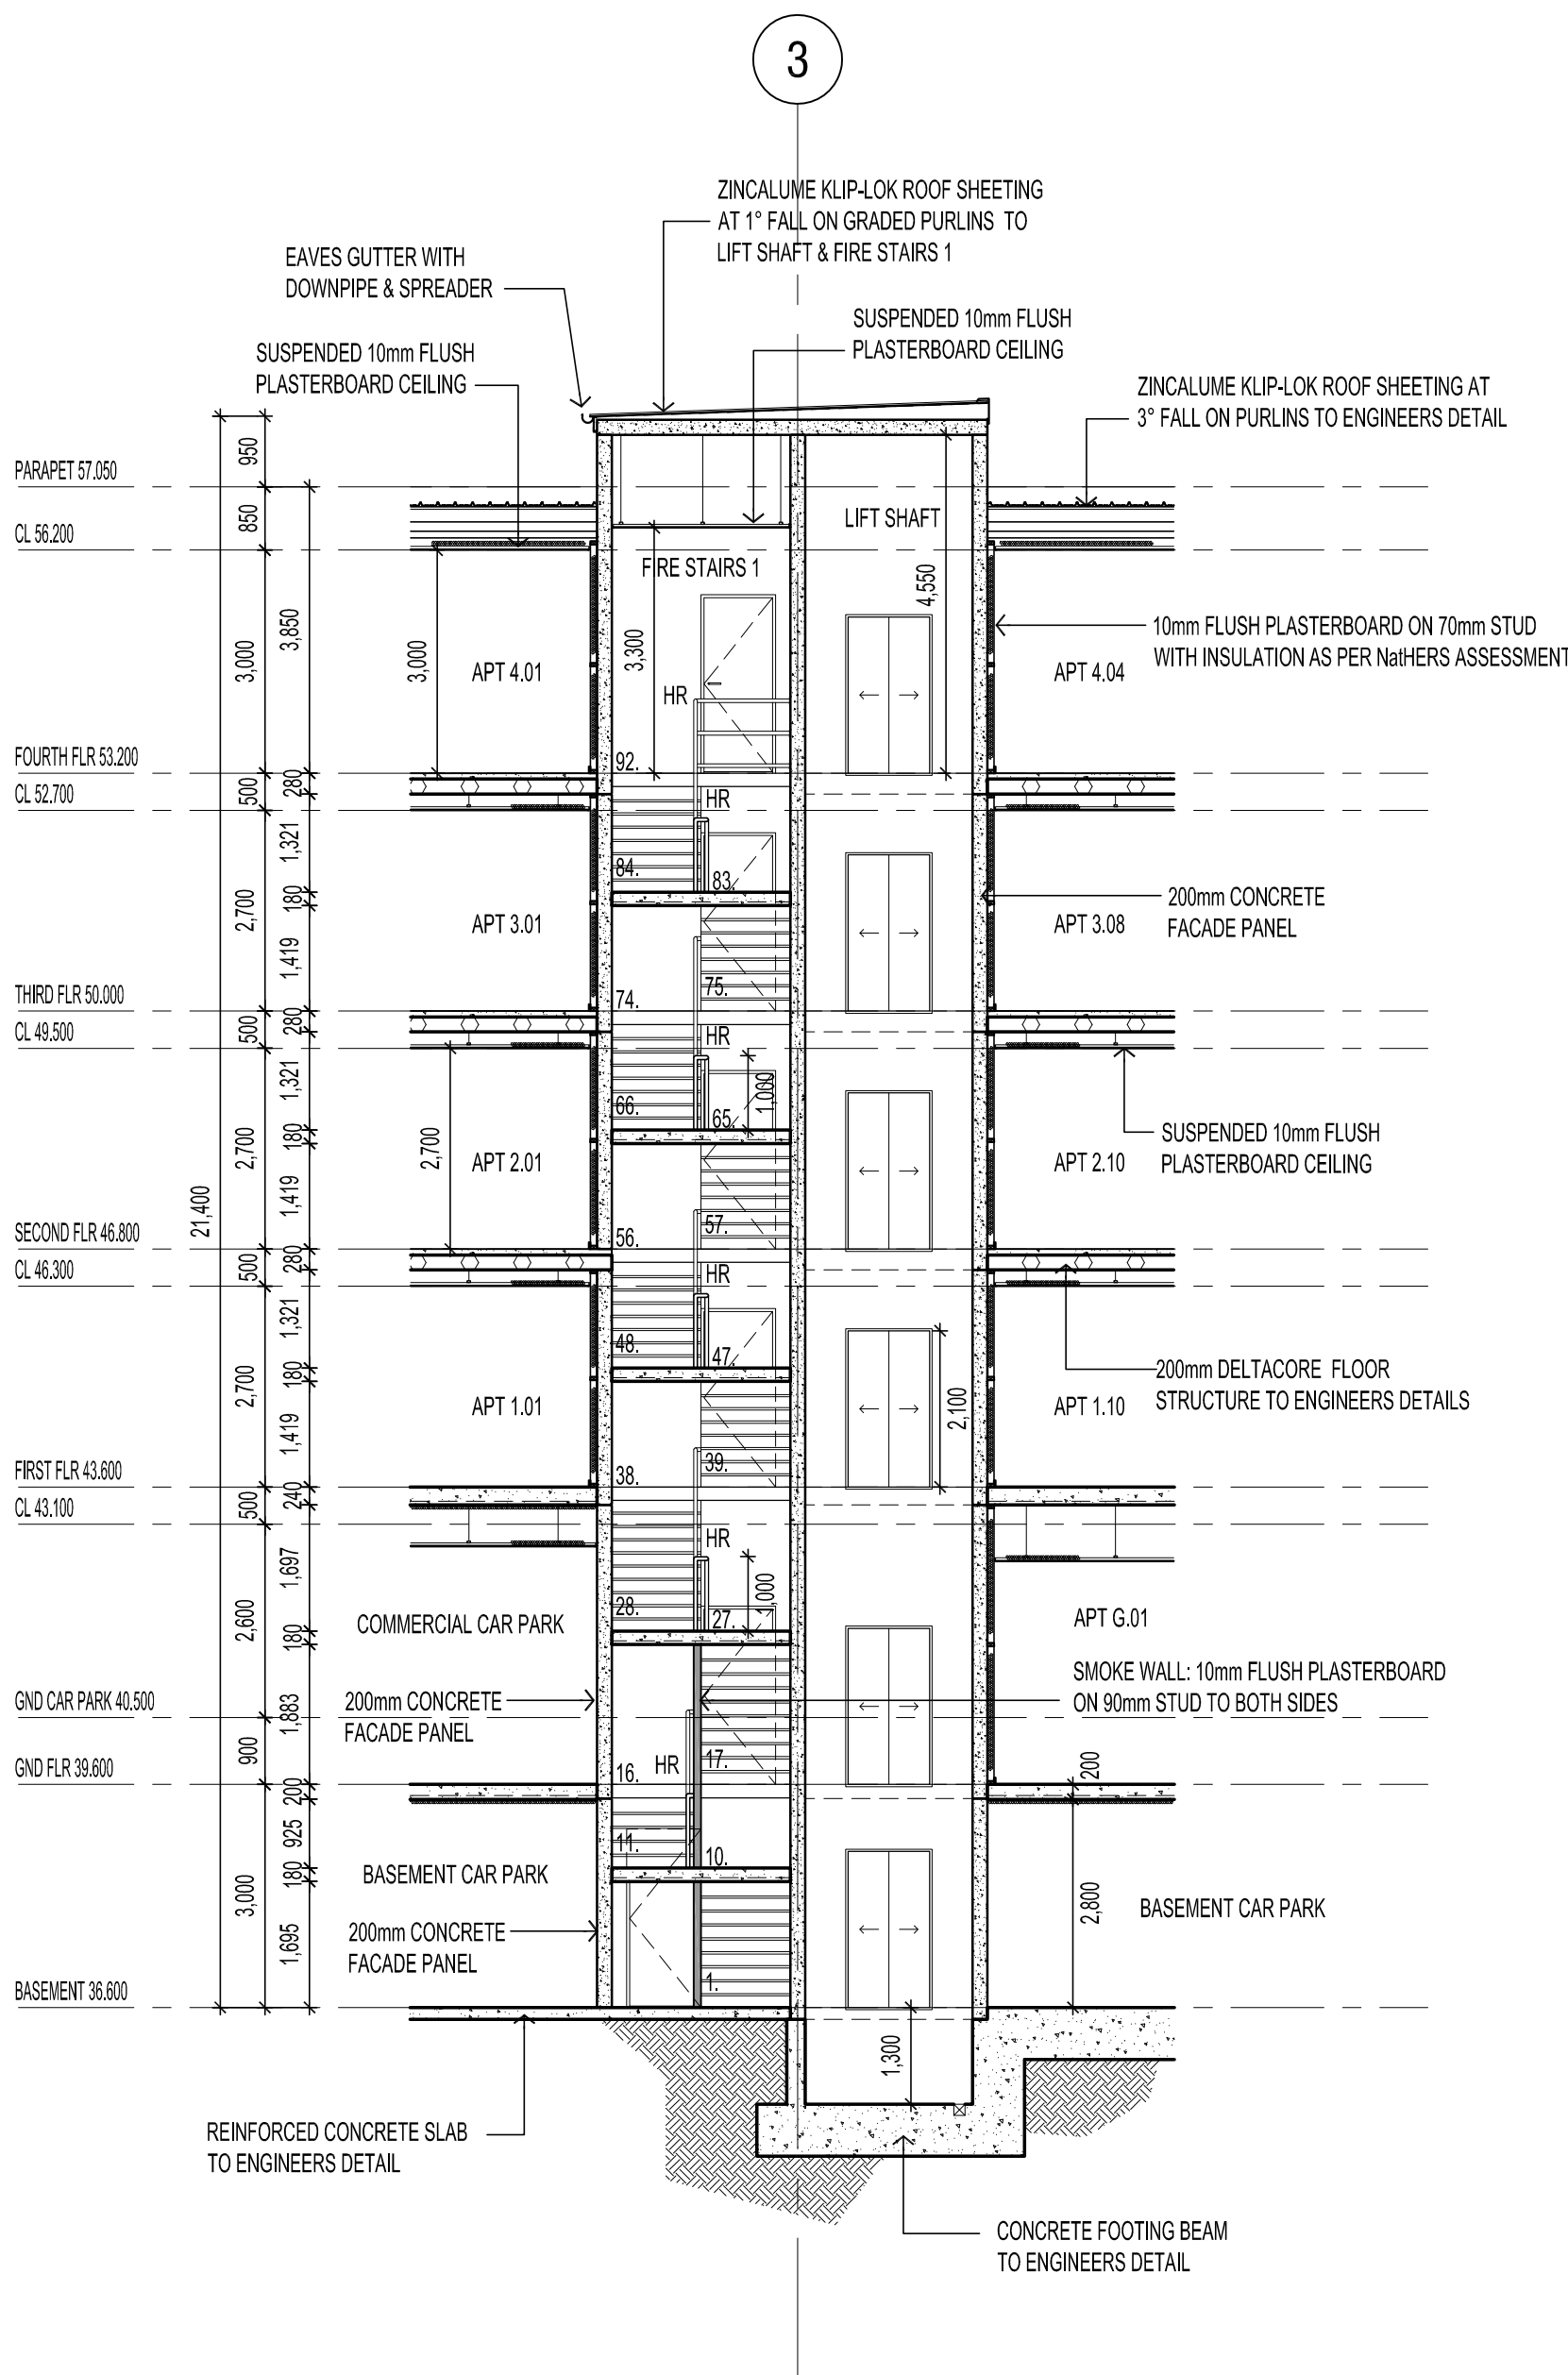 3
ZINCALUME KLIP-LOK ROOF SHEETING
AT 1° FALL ON GRADED PURLINS TO
LIFT SHAFT & FIRE STAIRS 1
EAVES GUTTER WITH
DOWNPIPE & SPREADER
SUSPENDED 10mm FLUSH
PLASTERBOARD CEILING
SUSPENDED 10mm FLUSH
PLASTERBOARD CEILING
ZINCALUME KLIP-LOK ROOF SHEETING AT
3° FALL ON PURLINS TO ENGINEERS DETAIL
950
PARAPET 57.050
850
CL 56.200
LIFT SHAFT
FIRE STAIRS 1
4,550
3,850
3,000
3,000
3,300
10mm FLUSH PLASTERBOARD ON 70mm STUD
WITH INSULATION AS PER NatHERS ASSESSMENT
APT 4.01
APT 4.04
HR
FOURTH FLR 53.200
92.
500
280
CL 52.700
HR
1,321
84.
83.
180
2,700
200mm CONCRETE
FACADE PANEL
APT 3.01
APT 3.08
1,419
THIRD FLR 50.000
74.
75.
500
280
CL 49.500
HR
1,321
1,000
66.
65.
180
2,700
2,700
SUSPENDED 10mm FLUSH
PLASTERBOARD CEILING
APT 2.01
APT 2.10
21,400
1,419
SECOND FLR 46.800
56.
57.
500
280
CL 46.300
HR
1,321
48.
47.
180
2,700
200mm DELTACORE FLOOR
STRUCTURE TO ENGINEERS DETAILS
APT 1.01
APT 1.10
2,100
1,419
FIRST FLR 43.600
38.
39.
500
240
CL 43.100
HR
1,697
1,000
28.
27.
2,600
180
COMMERCIAL CAR PARK
APT G.01
SMOKE WALL: 10mm FLUSH PLASTERBOARD
ON 90mm STUD TO BOTH SIDES
GND CAR PARK 40.500
1,883
200mm CONCRETE
FACADE PANEL
900
GND FLR 39.600
16.
HR
17.
200
200
925
11.
10.
180
BASEMENT CAR PARK
3,000
2,800
BASEMENT CAR PARK
1,695
200mm CONCRETE
FACADE PANEL
1.
BASEMENT 36.600
1,300
REINFORCED CONCRETE SLAB
TO ENGINEERS DETAIL
CONCRETE FOOTING BEAM
TO ENGINEERS DETAIL